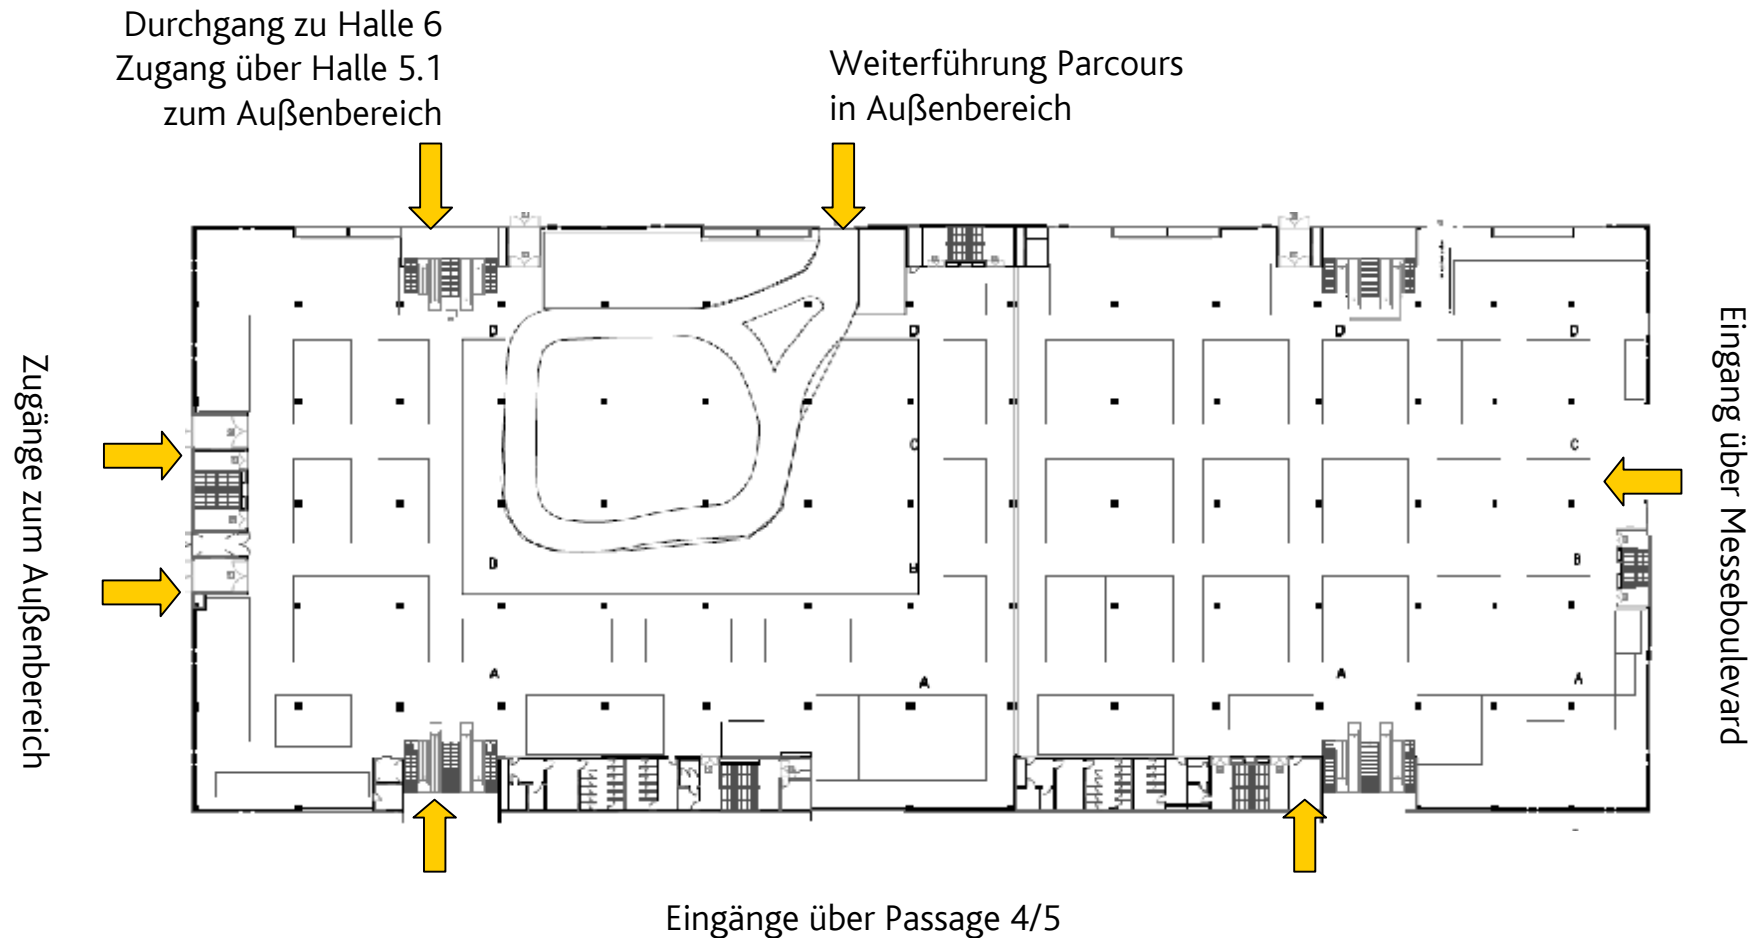 Durchgang zu Halle 6
Zugang über Halle 5.1
zum Außenbereich
Weiterführung Parcours
in Außenbereich
Zugänge zum Außenbereich
Eingang über Messeboulevard
D
D
D
D
C
C
D
H
B
A
A
A
A
Eingänge über Passage 4/5